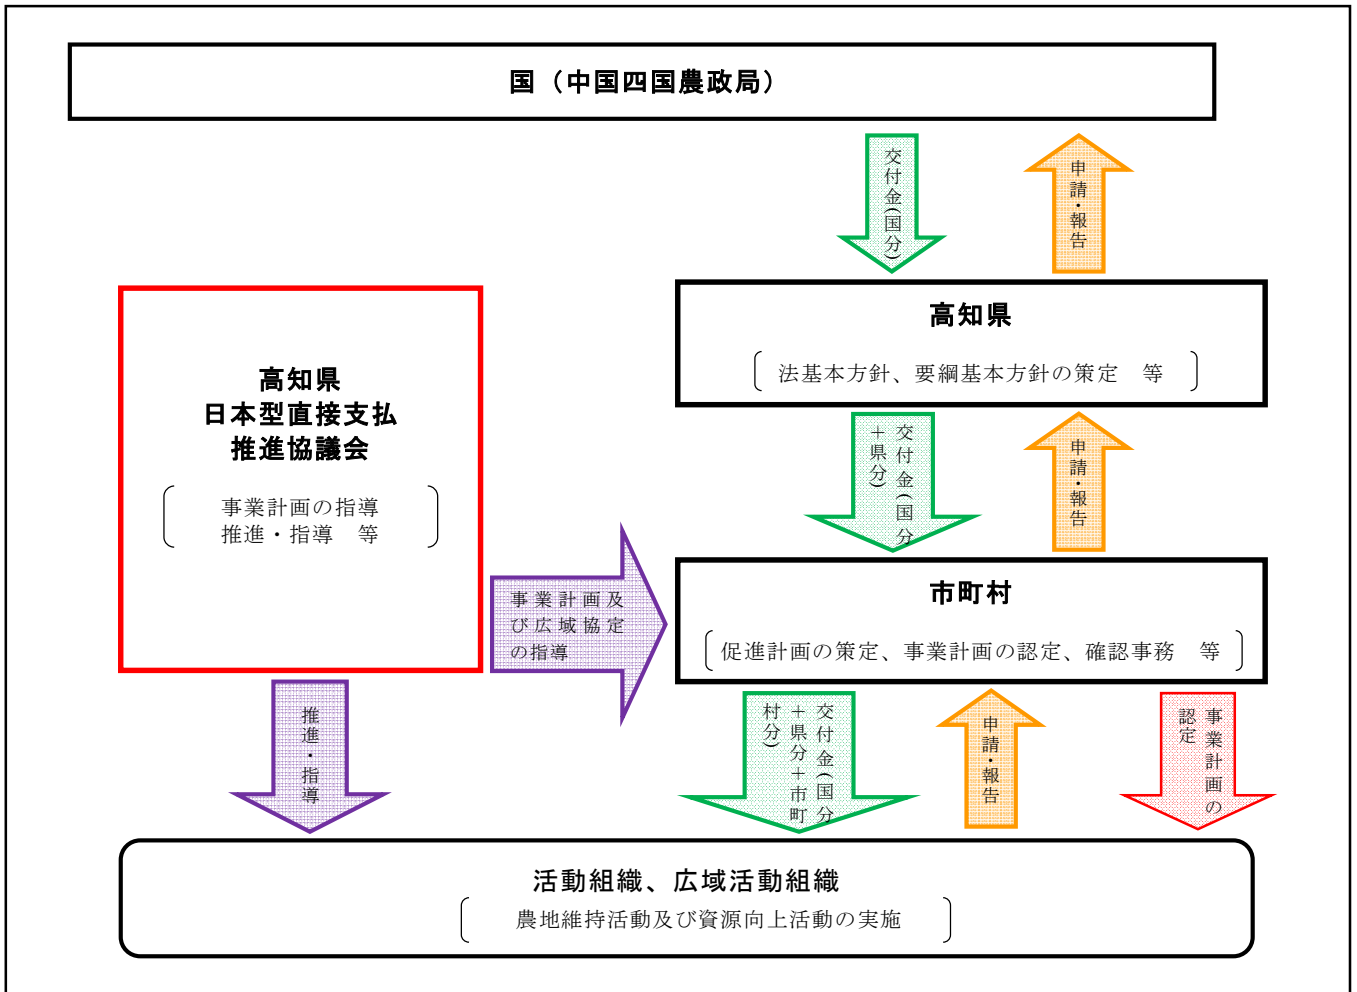 国（中国四国農政局）
交付金(国分)
申請・報告
高知県
法基本方針、要綱基本方針の策定　等
高知県
日本型直接支払
推進協議会
事業計画の指導
推進・指導　等
交付金(国分
＋県分)
申請・報告
事業計画及
び広域協定
の指導
市町村
促進計画の策定、事業計画の認定、確認事務　等
推進・指導
交付金(国分
＋県分＋市町
村分)
申請・報告
事業計画の
認定
活動組織、広域活動組織
農地維持活動及び資源向上活動の実施